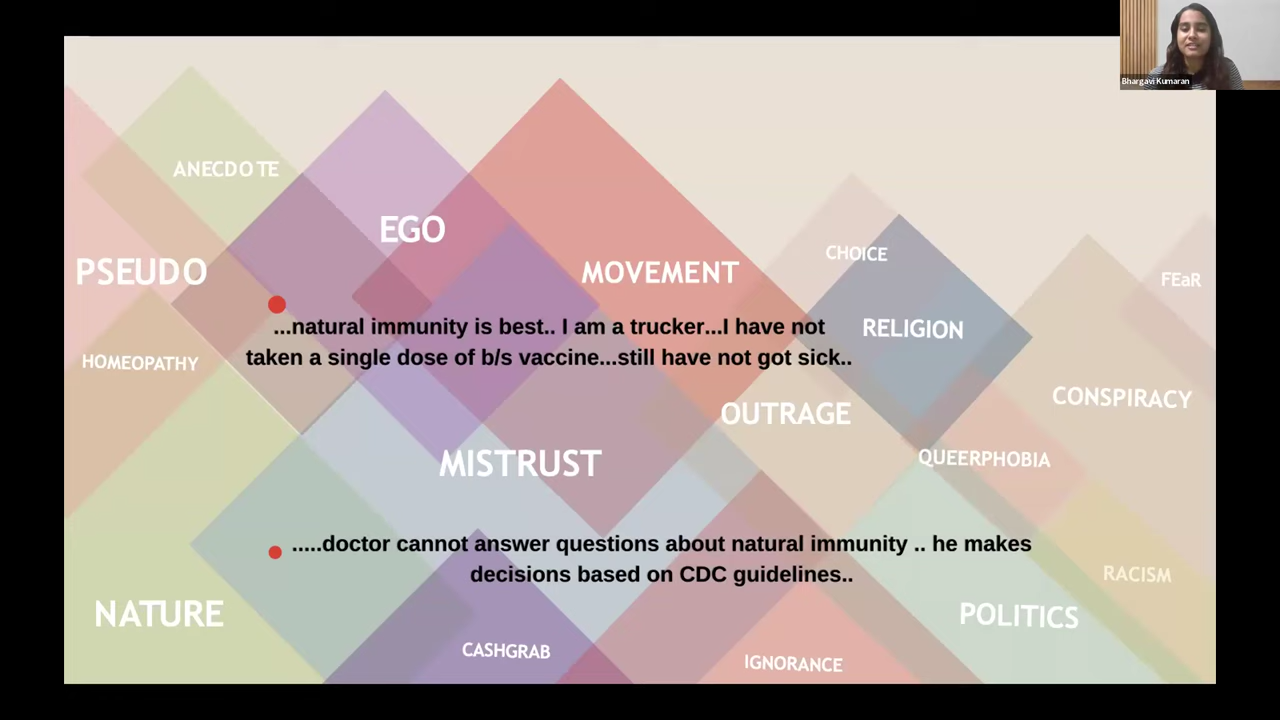 Bhargavi Kumaran
ANECDOTE
EGO
PSEUDO
MOVEMENT
CHOICE
FEaR
...natural immunity is best.. I am a trucker...I have not
taken a single dose of b/s vaccine...still have not got sick..
RELIGION
HOMEOPATHY
CONSPIRACY
OUTRAGE
MISTRUST
QUEERPHOBIA
.....doctor cannot answer questions about natural immunity .. he makes
decisions based on CDC guidelines..
RACISM
NATURE
POLITICS
CASHGRAB
IGNORANCE